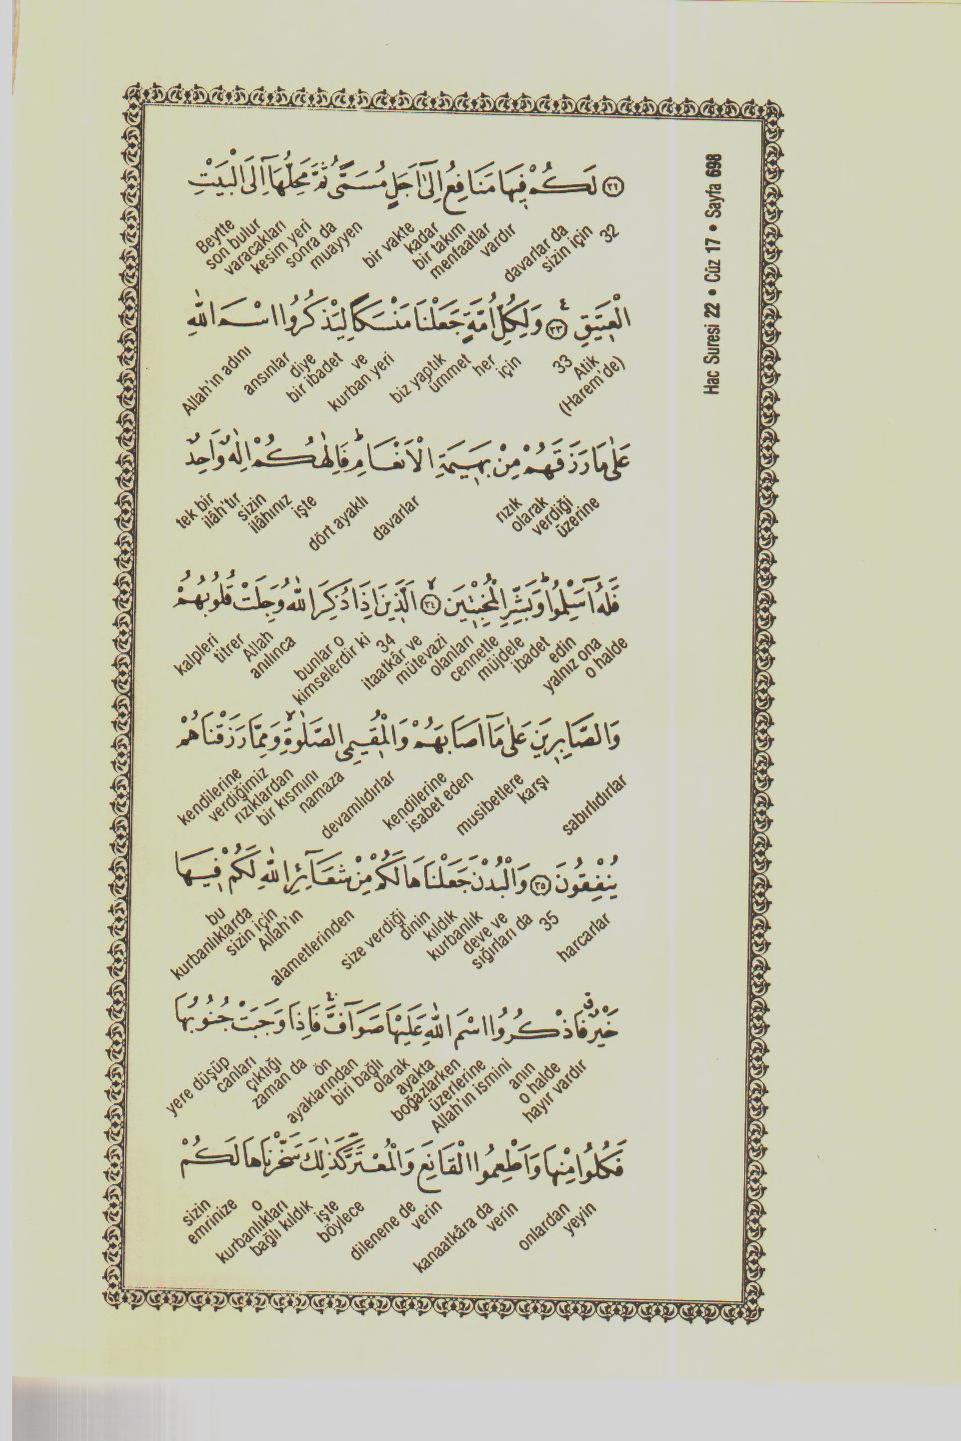 Hac Suresi 22 • Cüz 17 • Sayfa 698
﴿٣٢﴾ لَكُمْ فِيهَا مَنَافِعُ اِلٰٓى اَجَلٍ مُسَمًّى ثُمَّ مَحِلُّهَٓا اِلَى الْبَيْتِ
32 sizin için davarlar da vardır menfaatlar bir takım kadar bir vakte muayyen sonra da kesim yeri varacakları son bulur Beytte
الْعَتِيقِ ﴿٣٣﴾ وَلِكُلِّ اُمَّةٍ جَعَلْنَا مَنْسَكًا لِيَذْكُرُوا اسْمَ اللّٰهِ
(Harem de) Atik 33 için her ümmet biz yaptık kurban yeri ve bir ibadet diye ansınlar Allah'ın adını
عَلٰى مَا رَزَقَهُمْ مِنْ بَهِيمَةِ الْاَنْعَامِ فَاِلٰهُكُمْ اِلٰهٌ وَاحِدٌ
üzerine verdiği olarak rızık davarlar dört ayaklı işte ilâhınız sizin ilâh'tır tek bir
فَلَهُٓ اَسْلِمُوا وَبَشِّرِ الْمُخْبِتِينَ ﴿٣٤﴾ اَلَّذِينَ اِذَا ذُكِرَ اللّٰهُ وَجِلَتْ قُلُوبُهُمْ
o halde yalnız ona edin ibadet müjdele cennetle olanları mütevazi itaatkâr ve 34 kimselerdir ki bunlar o anılınca Allah titrer kalpleri
وَالصَّابِرِينَ عَلٰى مَٓا اَصَابَهُمْ وَالْمُقِيمِى الصَّلٰوةِ وَمِمَّا رَزَقْنَاهُمْ
sabırlıdırlar karşı musibetlere isabet eden kendilerine devamlıdırlar namaza bir kısmını rızıklardan verdiğimiz kendilerine
يُنْفِقُونَ ﴿٣٥﴾ وَالْبُدْنَ جَعَلْنَاهَا لَكُمْ مِنْ شَعَٓائِرِ اللّٰهِ لَكُمْ فِيهَا
harcarlar 35 sığırları da deve ve kurbanlık kıldık dinin size verdiği alametlerinden Allah'ın sizin için kurbanlıklarda bu
خَيْرٌ فَاذْكُرُوا اسْمَ اللّٰهِ عَلَيْهَا صَوَٓافَّ فَاِذَا وَجَبَتْ جُنُوبُهَا
hayır vardır o halde anın Allah'ın ismini üzerlerine boğazlarken ayakta olarak biri bağlı ayaklarından ön zaman da çıktığı canları yere düşüp
فَكُلُوا مِنْهَا وَاَطْعِمُوا الْقَانِعَ وَالْمُعْتَرَّ كَذٰلِكَ سَخَّرْنَاهَا لَكُمْ
yeyin onlardan verin kanaatkâra da verin dilenene de böylece işte bağlı kıldık kurbanlıkları o emrinize sizin